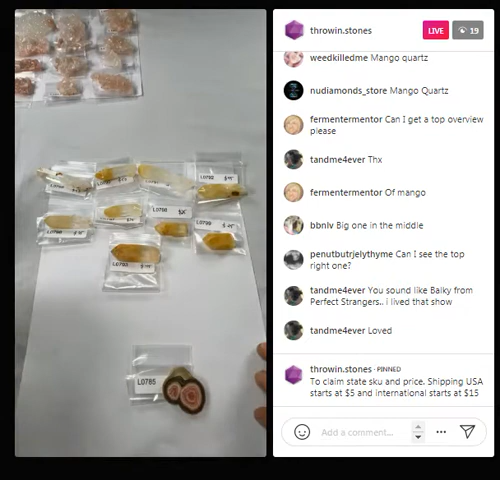 throwin.stones
LIVE
19
weedkilledme Mango quartz
nudiamonds_store Mango Quartz
fermentermentor Can I get a top overview
please
tandme4ever Thx
fermentermentor Of mango
bbnlv Big one in the middle
penutbutrjelythyme Can I see the top
right one?
tandme4ever You sound like Balky from
Perfect Strangers.. i lived that show
tandme4ever Loved
throwin.stones · PINNED
To claim state sku and price. Shipping USA
starts at $5 and international starts at $15
Add a comment...
L0785